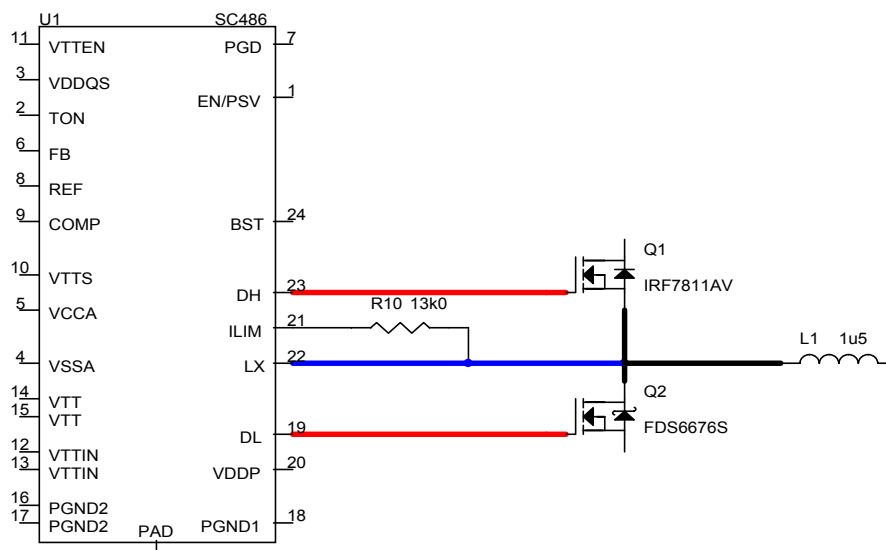 U1 SC486
11 VTTEN PGD 7
3 VDDQS
EN/PSV 1
2 TON
6 FB
8 REF
9 COMP BST 24
Q1
10 VTTS
IRF7811AV
DH 23
5 VCCA
R10 13k0
ILIM 21
L1 1u5
4 VSSA LX 22
Q2
14 VTT
15 VTT
FDS6676S
DL 19
12 VTTIN
13 VTTIN VDDP 20
16 PGND2
17 PGND2 PGND1 18
PAD